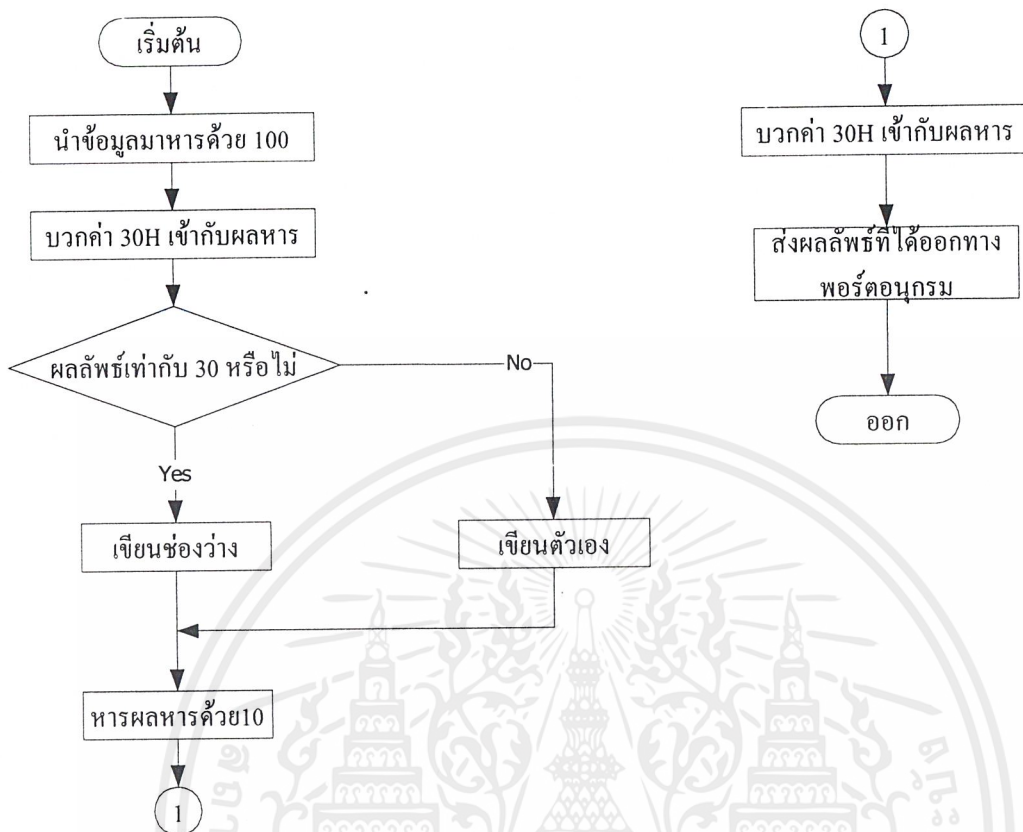 เริ่มต้น
นำข้อมูลมาหารด้วย 100
บวกค่า 30H เข้ากับผลหาร
ผลลัพธ์เท่ากับ 30 หรือไม่
No
Yes
เขียนช่องว่าง
เขียนตัวเอง
หารผลหารด้วย10
1
1
บวกค่า 30H เข้ากับผลหาร
ส่งผลลัพธ์ที่ได้ออกทาง
พอร์ตอนุกรม
ออก